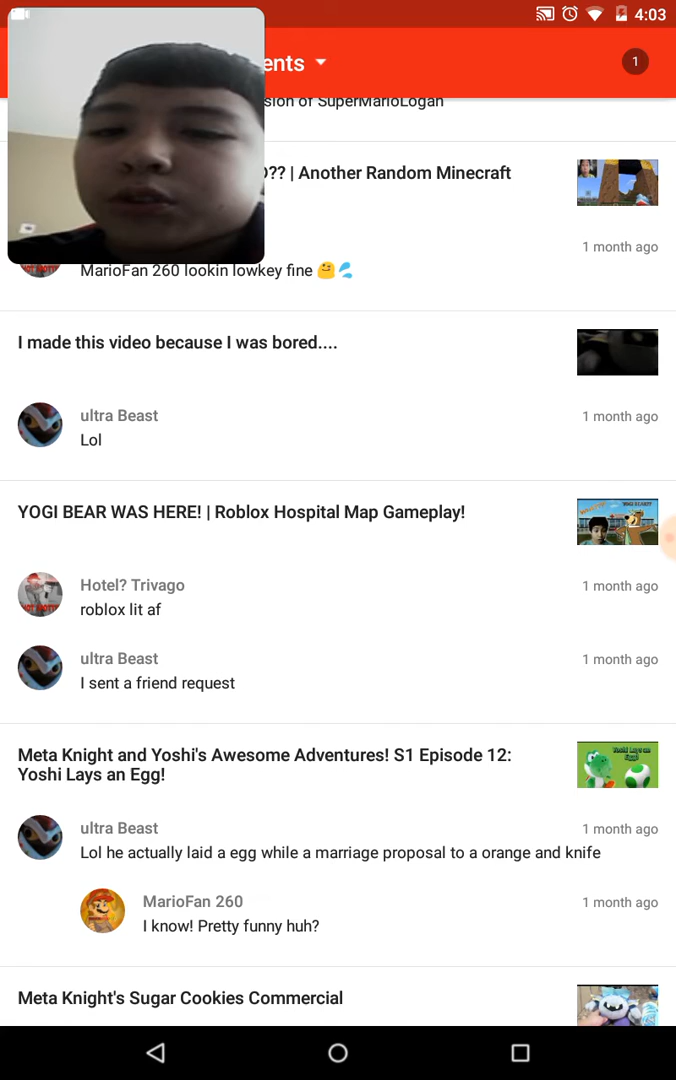 4:03
ents
1
sion of SuperMarioLogan
?? | Another Random Minecraft
1 month ago
MarioFan 260 lookin lowkey fine 🤔💦
I made this video because I was bored....
ultra Beast
1 month ago
Lol
YOGI BEAR WAS HERE! | Roblox Hospital Map Gameplay!
Hotel? Trivago
1 month ago
roblox lit af
ultra Beast
1 month ago
I sent a friend request
Meta Knight and Yoshi's Awesome Adventures! S1 Episode 12:
Yoshi Lays an Egg!
Yoshi Lays an
Egg!
ultra Beast
1 month ago
Lol he actually laid a egg while a marriage proposal to a orange and knife
MarioFan 260
1 month ago
I know! Pretty funny huh?
Meta Knight's Sugar Cookies Commercial